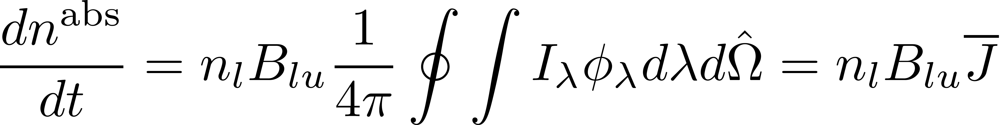 \frac{dn^{\text{abs}}}{dt} = n_l B_{lu} \frac{1}{4\pi} \oint \int I_\lambda \phi_\lambda d\lambda d\hat{\Omega} = n_l B_{lu} \overline{J}